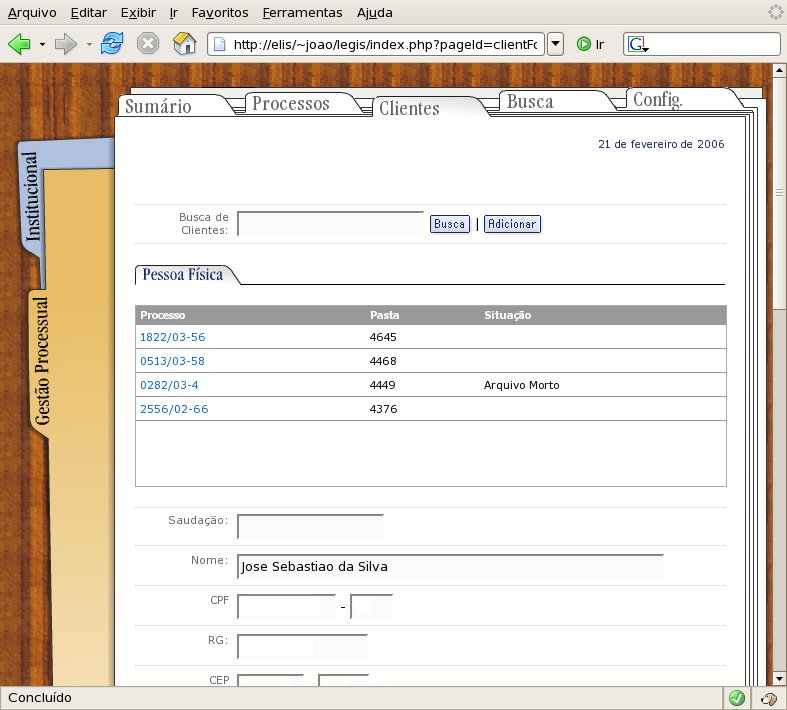 Arquivo Editar Exibir Ir Favoritos Ferramentas Ajuda
http://elis/~joao/legis/index.php?pageId=clientFo Ir G
Sumário Processos Clientes Busca Config.
21 de fevereiro de 2006
Institucional
Gestão Processual
Busca de
Clientes: Busca | Adicionar
Pessoa Física
Processo Pasta Situação
1822/03-56 4645
0513/03-58 4468
0282/03-4 4449 Arquivo Morto
2556/02-66 4376
Saudação:
Nome: Jose Sebastiao da Silva
CPF -
RG:
CEP
Concluído